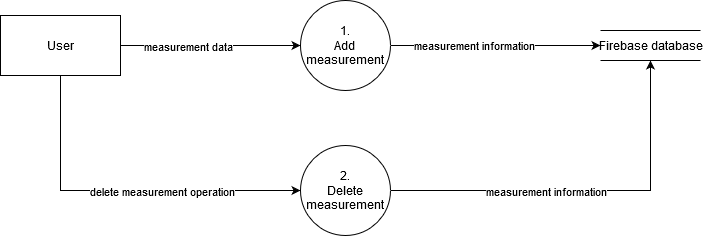 User
measurement data
1.
Add
measurement
measurement information
Firebase database
delete measurement operation
2.
Delete
measurement
measurement information